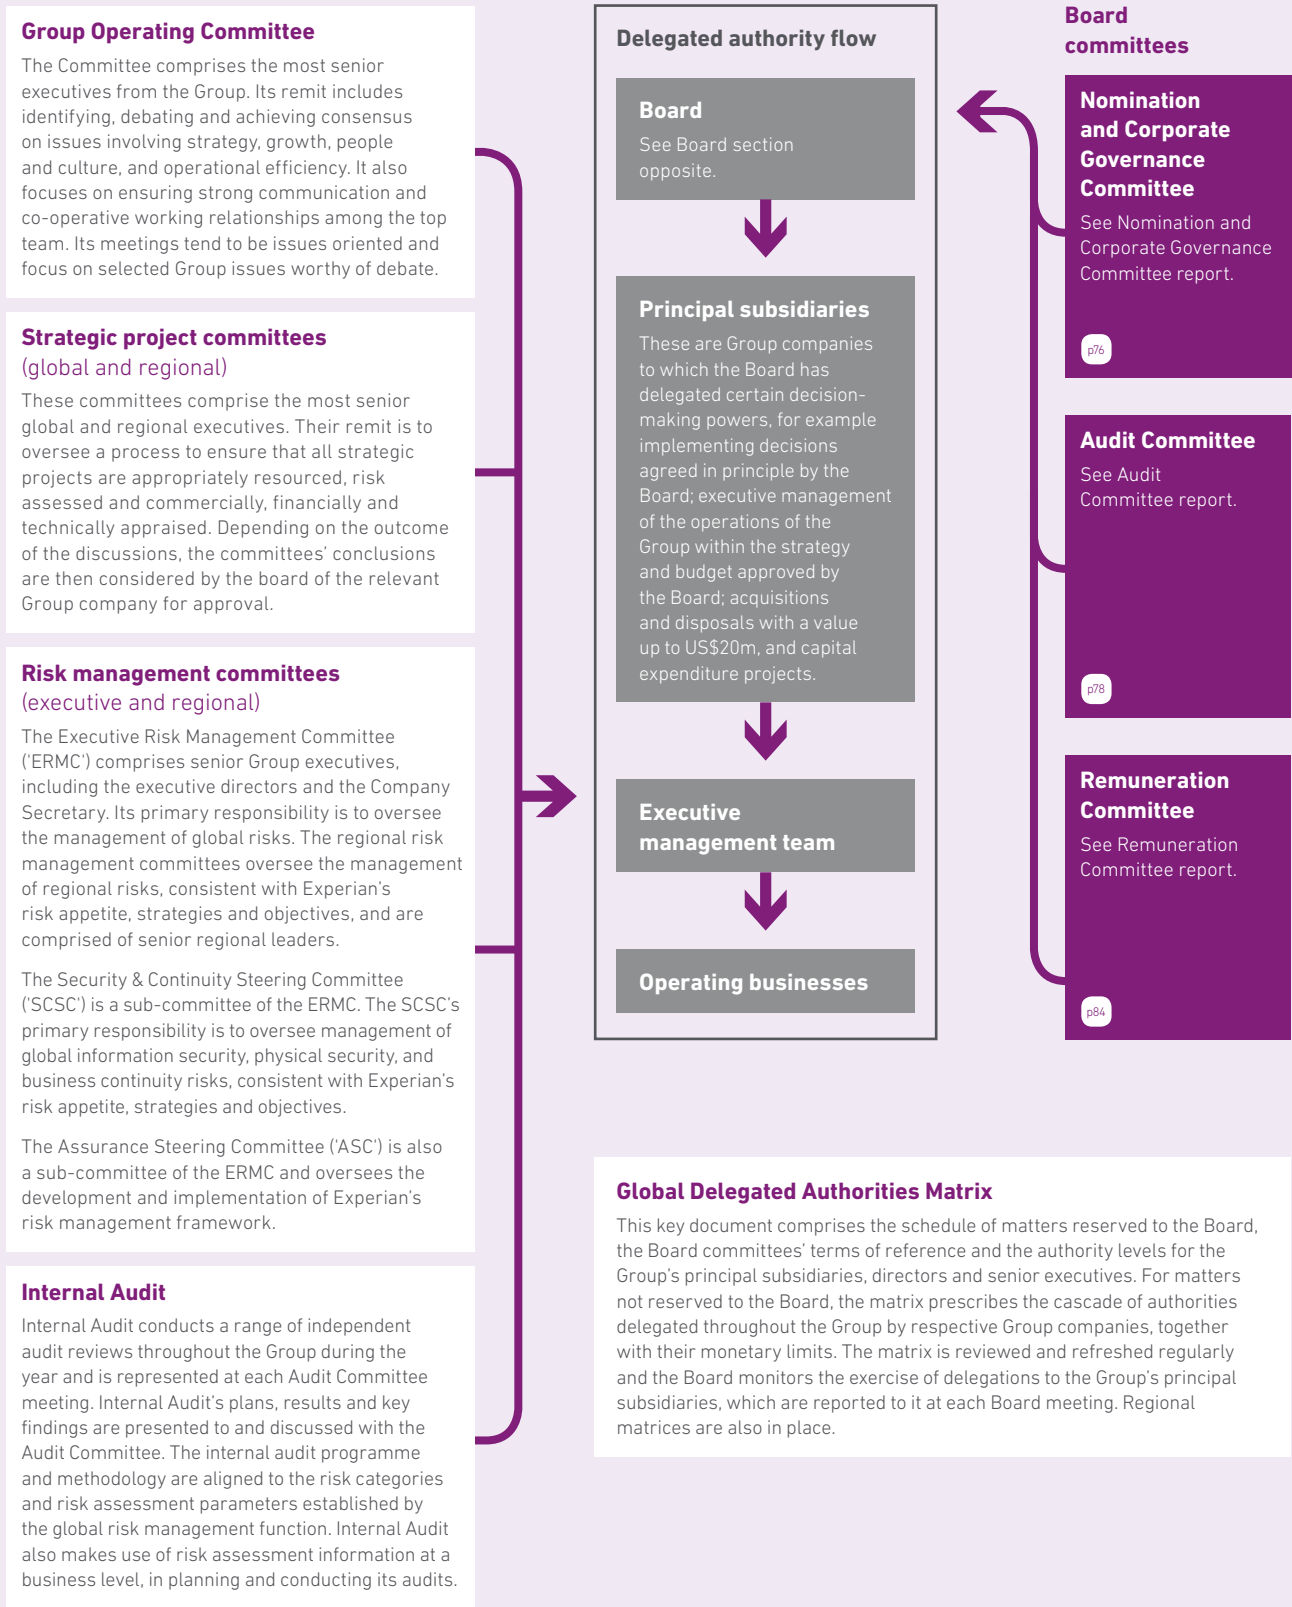 Group Operating Committee
The Committee comprises the most senior
executives from the Group. Its remit includes
identifying, debating and achieving consensus
on issues involving strategy, growth, people
and culture, and operational efficiency. It also
focuses on ensuring strong communication and
co-operative working relationships among the top
team. Its meetings tend to be issues oriented and
focus on selected Group issues worthy of debate.
Strategic project committees
(global and regional)
These committees comprise the most senior
global and regional executives. Their remit is to
oversee a process to ensure that all strategic
projects are appropriately resourced, risk
assessed and commercially, financially and
technically appraised. Depending on the outcome
of the discussions, the committees’ conclusions
are then considered by the board of the relevant
Group company for approval.
Risk management committees
(executive and regional)
The Executive Risk Management Committee
('ERMC') comprises senior Group executives,
including the executive directors and the Company
Secretary. Its primary responsibility is to oversee
the management of global risks. The regional risk
management committees oversee the management
of regional risks, consistent with Experian’s
risk appetite, strategies and objectives, and are
comprised of senior regional leaders.
The Security & Continuity Steering Committee
('SCSC') is a sub-committee of the ERMC. The SCSC’s
primary responsibility is to oversee management of
global information security, physical security, and
business continuity risks, consistent with Experian’s
risk appetite, strategies and objectives.
The Assurance Steering Committee ('ASC') is also
a sub-committee of the ERMC and oversees the
development and implementation of Experian’s
risk management framework.
Internal Audit
Internal Audit conducts a range of independent
audit reviews throughout the Group during the
year and is represented at each Audit Committee
meeting. Internal Audit’s plans, results and key
findings are presented to and discussed with the
Audit Committee. The internal audit programme
and methodology are aligned to the risk categories
and risk assessment parameters established by
the global risk management function. Internal Audit
also makes use of risk assessment information at a
business level, in planning and conducting its audits.
Delegated authority flow
Board
See Board section
opposite.
Principal subsidiaries
These are Group companies
to which the Board has
delegated certain decision-
making powers, for example
implementing decisions
agreed in principle by the
Board; executive management
of the operations of the
Group within the strategy
and budget approved by
the Board; acquisitions
and disposals with a value
up to US$20m, and capital
expenditure projects.
Executive
management team
Operating businesses
Board
committees
Nomination
and Corporate
Governance
Committee
See Nomination and
Corporate Governance
Committee report.
p76
Audit Committee
See Audit
Committee report.
p78
Remuneration
Committee
See Remuneration
Committee report.
p84
Global Delegated Authorities Matrix
This key document comprises the schedule of matters reserved to the Board,
the Board committees’ terms of reference and the authority levels for the
Group’s principal subsidiaries, directors and senior executives. For matters
not reserved to the Board, the matrix prescribes the cascade of authorities
delegated throughout the Group by respective Group companies, together
with their monetary limits. The matrix is reviewed and refreshed regularly
and the Board monitors the exercise of delegations to the Group’s principal
subsidiaries, which are reported to it at each Board meeting. Regional
matrices are also in place.